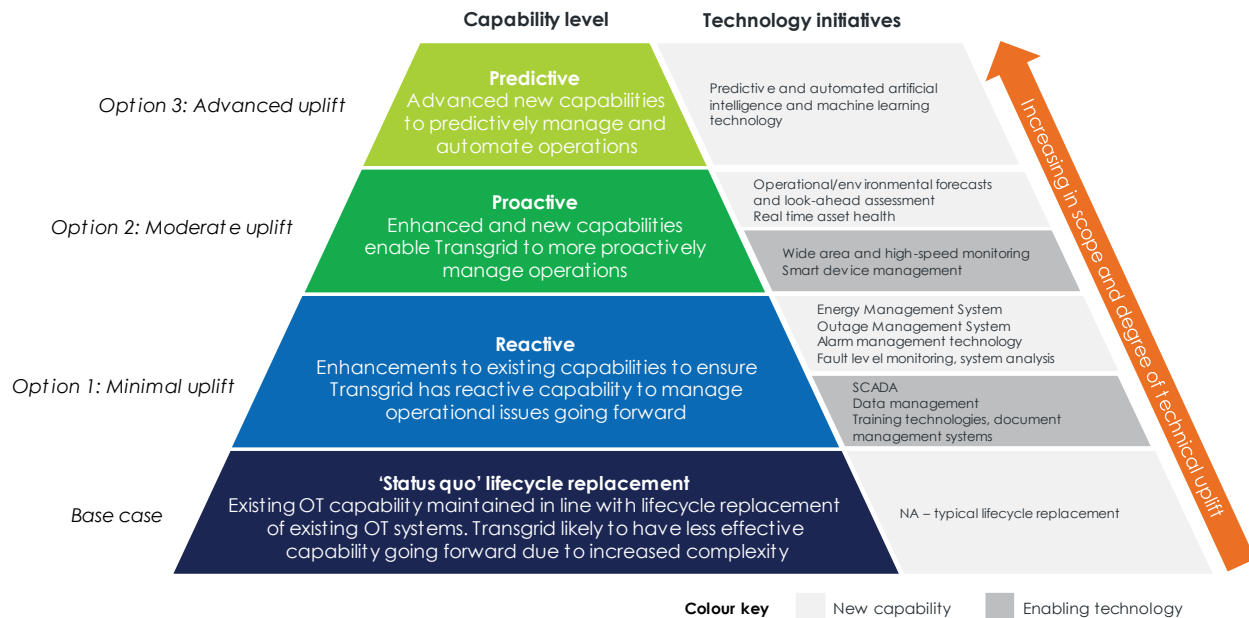 Capability level
Technology initiatives
Option 3: Advanced uplift
Predictive
Advanced new capabilities
to predictively manage and
automate operations
Predictive and automated artificial
intelligence and machine learning
technology
Option 2: Moderate uplift
Proactive
Enhanced and new capabilities
enable Transgrid to more proactively
manage operations
Operational/environmental forecasts
and look-ahead assessment
Real time asset health
Wide area and high-speed monitoring
Smart device management
Option 1: Minimal uplift
Reactive
Enhancements to existing capabilities to ensure
Transgrid has reactive capability to manage
operational issues going forward
Energy Management System
Outage Management System
Alarm management technology
Fault level monitoring, system analysis
SCADA
Data management
Training technologies, document
management systems
Base case
‘Status quo’ lifecycle replacement
Existing OT capability maintained in line with lifecycle replacement
of existing OT systems. Transgrid likely to have less effective
capability going forward due to increased complexity
NA – typical lifecycle replacement
Increasing in scope and degree of technical uplift
Colour key
New capability
Enabling technology